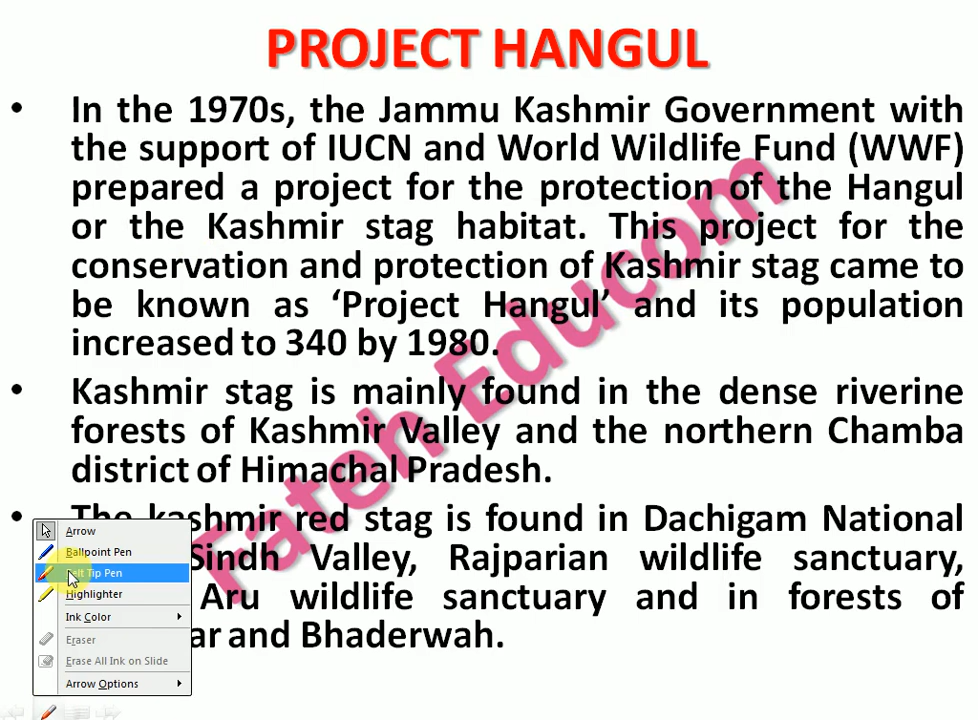 PROJECT HANGUL
• In the 1970s, the Jammu Kashmir Government with
the support of IUCN and World Wildlife Fund (WWF)
prepared a project for the protection of the Hangul
or the Kashmir stag habitat. This project for the
conservation and protection of Kashmir stag came to
be known as ‘Project Hangul’ and its population
increased to 340 by 1980.
• Kashmir stag is mainly found in the dense riverine
forests of Kashmir Valley and the northern Chamba
district of Himachal Pradesh.
• The kashmir red stag is found in Dachigam National
Sindh Valley, Rajparian wildlife sanctuary,
Aru wildlife sanctuary and in forests of
and Bhaderwah.
Fateh Educom
Arrow
Ballpoint Pen
Felt Tip Pen
Highlighter
Ink Color
Eraser
Erase All Ink on Slide
Arrow Options